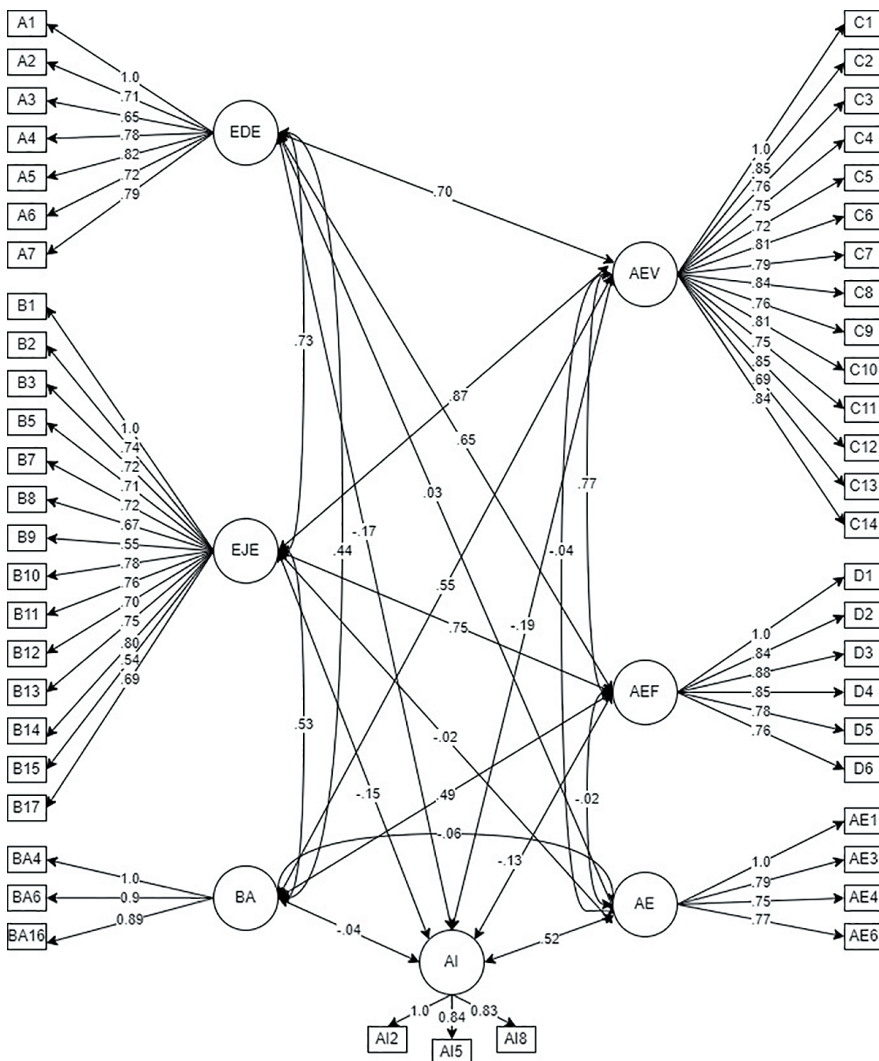 A1
A2
A3
A4
A5
A6
A7
1.0
.71
.65
.78
.82
.72
.79
EDE
B1
B2
B3
B5
B7
B8
B9
B10
B11
B12
B13
B14
B15
B17
1.0
.74
.72
.71
.72
.67
.55
.78
.76
.70
.75
.80
.54
.69
EJE
BA4
BA6
BA16
1.0
0.9
0.89
BA
C1
C2
C3
C4
C5
C6
C7
C8
C9
C10
C11
C12
C13
C14
1.0
.85
.76
.75
.72
.81
.79
.84
.76
.81
.75
.85
.69
.84
AEV
D1
D2
D3
D4
D5
D6
1.0
.84
.88
.85
.78
.76
AEF
AE1
AE3
AE4
AE6
1.0
.79
.75
.77
AE
.70
.73
.87
.65
.03
.77
-.17
.44
-.04
.55
-.19
.75
.53
-.02
-.15
.49
-.02
-.06
-.13
-.04
.52
AI
1.0
0.84
0.83
AI2
AI5
AI8